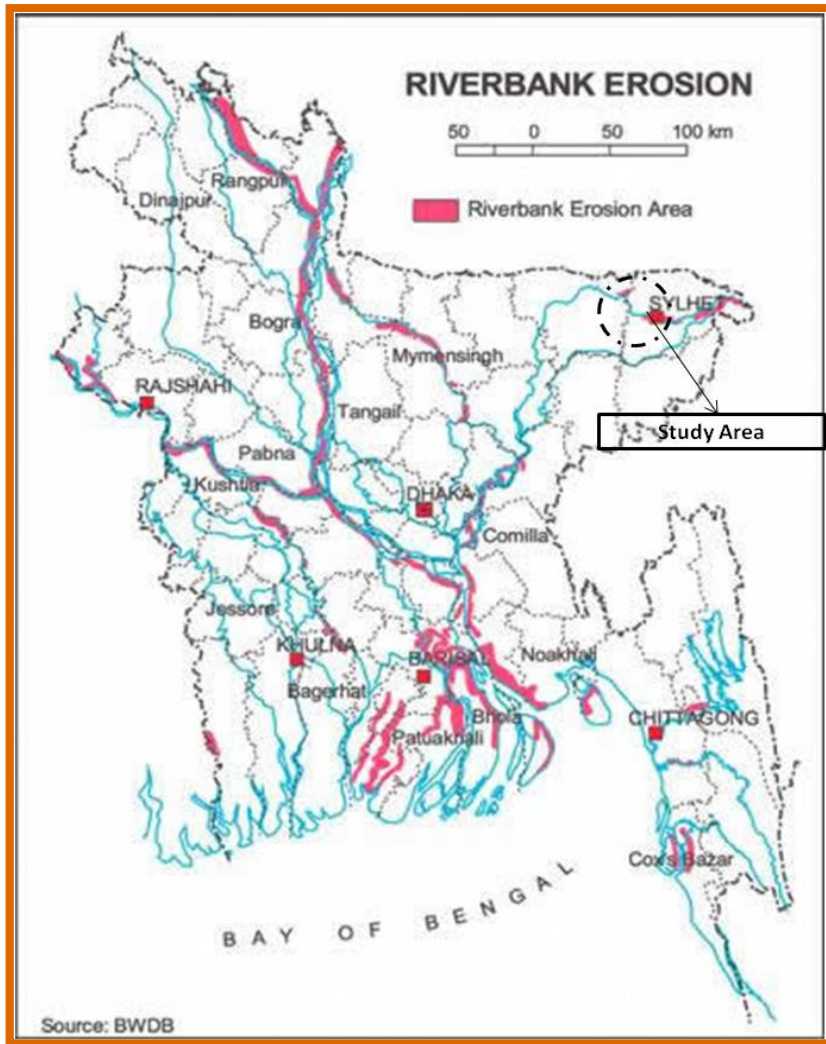 RIVERBANK EROSION
50 0 50 100 km
Riverbank Erosion Area
Rangpur
Dinajpur
SYLHET
Bogra
Mymensingh
RAJSHAHI
Tangail
Study Area
Pabna
Kushtia
DHAKA
Comilla
Jessore
KHULNA
BARISAL
Noakhali
Bagerhat
Bhola
CHITTAGONG
Patuakhali
Cox's Bazar
BAY OF BENGAL
Source: BWDB